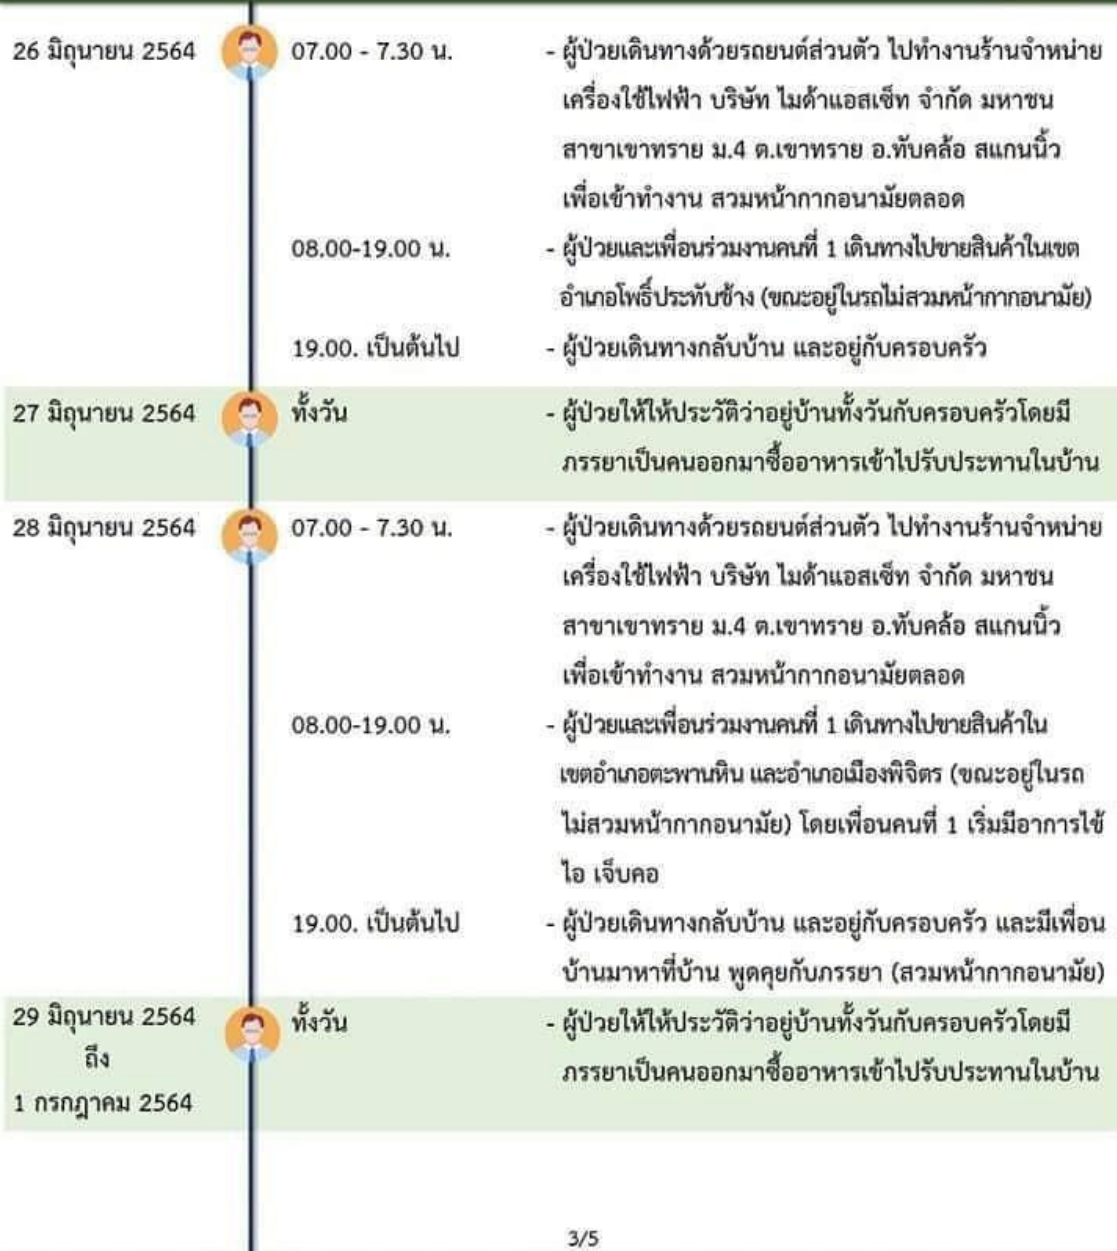 26 มิถุนายน 2564 07.00 - 7.30 น. - ผู้ป่วยเดินทางด้วยรถยนต์ส่วนตัว ไปทำงานร้านจำหน่าย
เครื่องใช้ไฟฟ้า บริษัท ไมด้าแอสเซ็ท จำกัด มหาชน
สาขาเขาทราย ม.4 ต.เขาทราย อ.ทับคล้อ สแกนนิ้ว
เพื่อเข้าทำงาน สวมหน้ากากอนามัยตลอด
08.00-19.00 น. - ผู้ป่วยและเพื่อนร่วมงานคนที่ 1 เดินทางไปขายสินค้าในเขต
อำเภอโพธิ์ประทับช้าง (ขณะอยู่ในรถไม่สวมหน้ากากอนามัย)
19.00. เป็นต้นไป - ผู้ป่วยเดินทางกลับบ้าน และอยู่กับครอบครัว
27 มิถุนายน 2564 ทั้งวัน - ผู้ป่วยให้ให้ประวัติว่าอยู่บ้านทั้งวันกับครอบครัวโดยมี
ภรรยาเป็นคนออกมาซื้ออาหารเข้าไปรับประทานในบ้าน
28 มิถุนายน 2564 07.00 - 7.30 น. - ผู้ป่วยเดินทางด้วยรถยนต์ส่วนตัว ไปทำงานร้านจำหน่าย
เครื่องใช้ไฟฟ้า บริษัท ไมด้าแอสเซ็ท จำกัด มหาชน
สาขาเขาทราย ม.4 ต.เขาทราย อ.ทับคล้อ สแกนนิ้ว
เพื่อเข้าทำงาน สวมหน้ากากอนามัยตลอด
08.00-19.00 น. - ผู้ป่วยและเพื่อนร่วมงานคนที่ 1 เดินทางไปขายสินค้าใน
เขตอำเภอตะพานหิน และอำเภอเมืองพิจิตร (ขณะอยู่ในรถ
ไม่สวมหน้ากากอนามัย) โดยเพื่อนคนที่ 1 เริ่มมีอาการไข้
ไอ เจ็บคอ
19.00. เป็นต้นไป - ผู้ป่วยเดินทางกลับบ้าน และอยู่กับครอบครัว และมีเพื่อน
บ้านมาหาที่บ้าน พูดคุยกับภรรยา (สวมหน้ากากอนามัย)
29 มิถุนายน 2564 ทั้งวัน - ผู้ป่วยให้ให้ประวัติว่าอยู่บ้านทั้งวันกับครอบครัวโดยมี
ถึง ภรรยาเป็นคนออกมาซื้ออาหารเข้าไปรับประทานในบ้าน
1 กรกฎาคม 2564
3/5